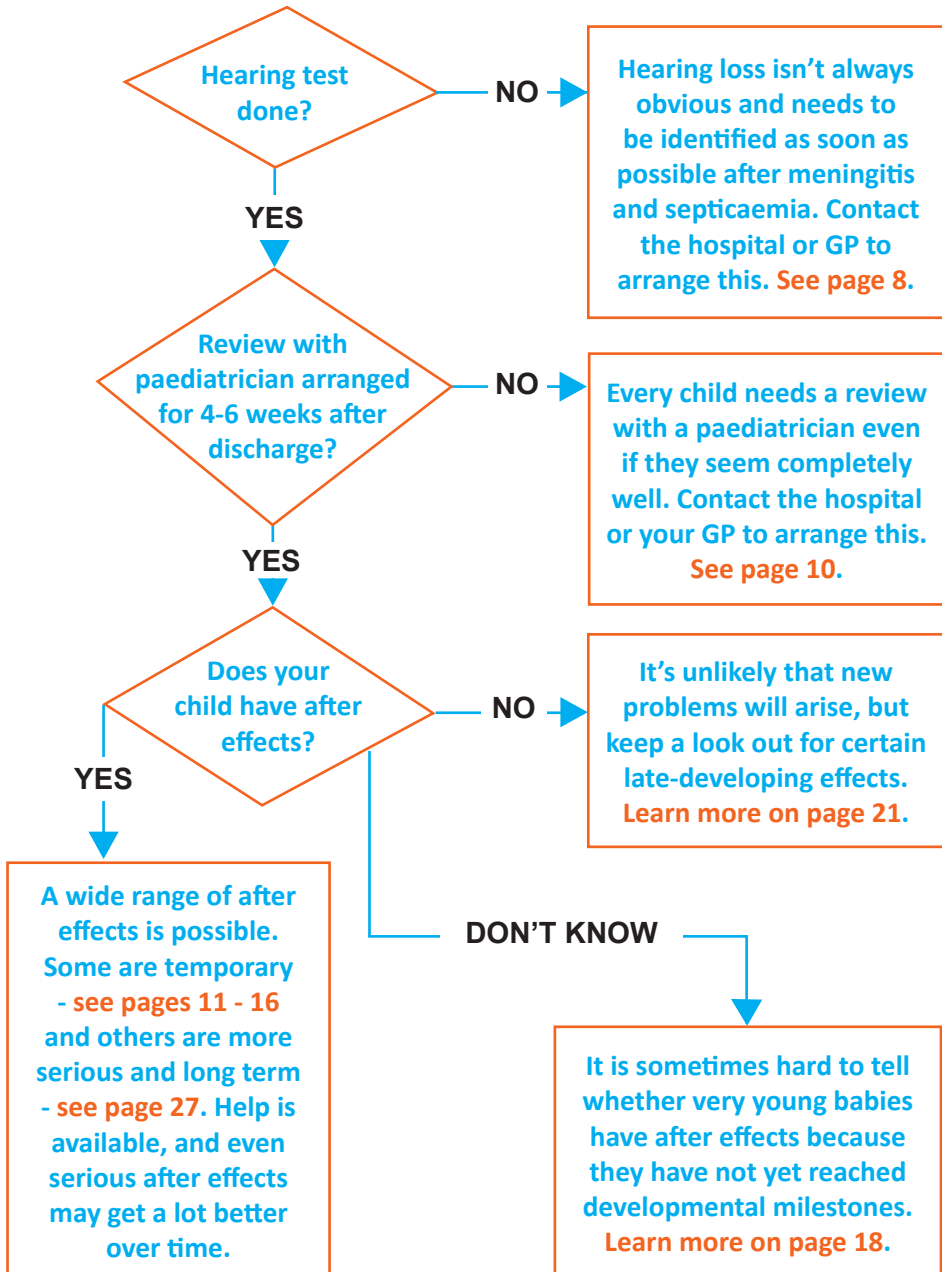 Hearing test
done?
NO
Hearing loss isn't always
obvious and needs to
be identified as soon as
possible after meningitis
and septicaemia. Contact
the hospital or GP to
arrange this. See page 8.
YES
Review with
paediatrician arranged
for 4-6 weeks after
discharge?
NO
Every child needs a review
with a paediatrician even
if they seem completely
well. Contact the hospital
or your GP to arrange this.
See page 10.
YES
Does your
child have after
effects?
NO
It's unlikely that new
problems will arise, but
keep a look out for certain
late-developing effects.
Learn more on page 21.
YES
A wide range of after
effects is possible.
Some are temporary
- see pages 11 - 16
and others are more
serious and long term
- see page 27. Help is
available, and even
serious after effects
may get a lot better
over time.
DON'T KNOW
It is sometimes hard to tell
whether very young babies
have after effects because
they have not yet reached
developmental milestones.
Learn more on page 18.